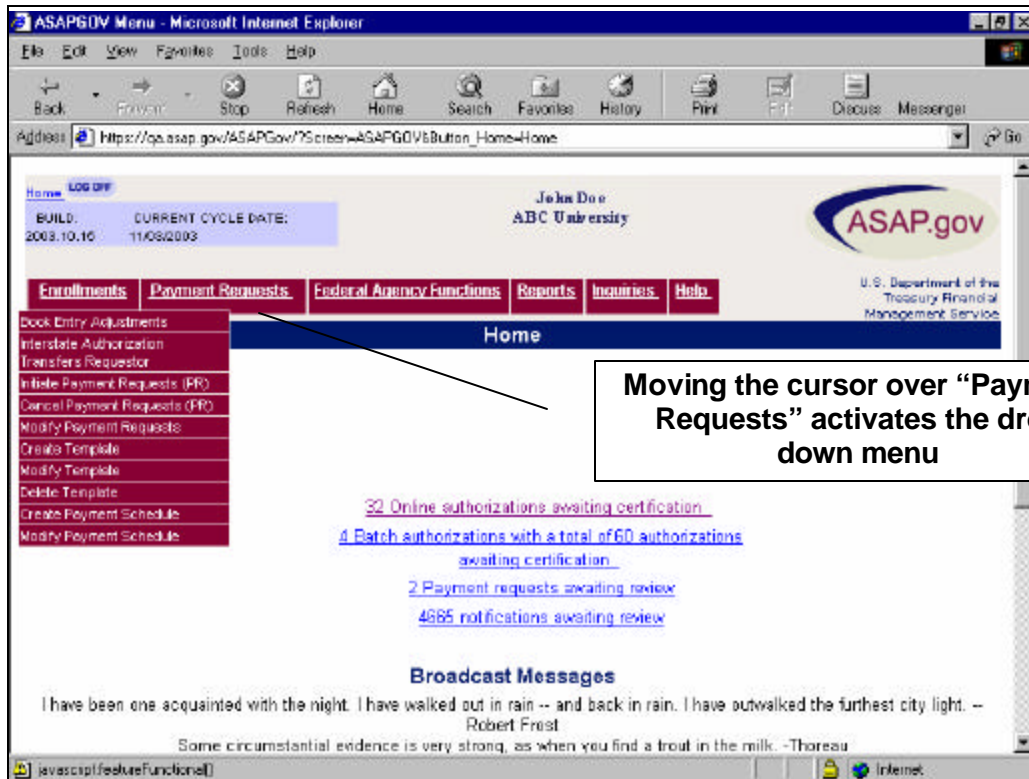 ASAPGOV Menu - Microsoft Internet Explorer
File Edit View Favorites Tools Help
Back Forward Stop Refresh Home Search Favorites History Print Edit Discuss Messenger
Address https://qa.asap.gov/ASAPGov/?Screen=ASAPGOV&Button_Home=Home Go
Home LOG OFF
BUILD: CURRENT CYCLE DATE:
2003.10.16 11/03/2003
John Doe
ABC University
ASAP.gov
U.S. Department of the
Treasury Financial
Management Service
Enrollments Payment Requests Federal Agency Functions Reports Inquiries Help
Home
Book Entry Adjustments
Interstate Authorization
Transfers Requestor
Initiate Payment Requests (PR)
Cancel Payment Requests (PR)
Modify Payment Requests
Create Template
Modify Template
Delete Template
Create Payment Schedule
Modify Payment Schedule
Moving the cursor over “Paym
Requests” activates the dro
down menu
32 Online authorizations awaiting certification
4 Batch authorizations with a total of 60 authorizations
awaiting certification
2 Payment requests awaiting review
4665 notifications awaiting review
Broadcast Messages
I have been one acquainted with the night. I have walked out in rain -- and back in rain. I have outwalked the furthest city light. --
Robert Frost
Some circumstantial evidence is very strong, as when you find a trout in the milk. -Thoreau
javascript:featureFunctional() Internet